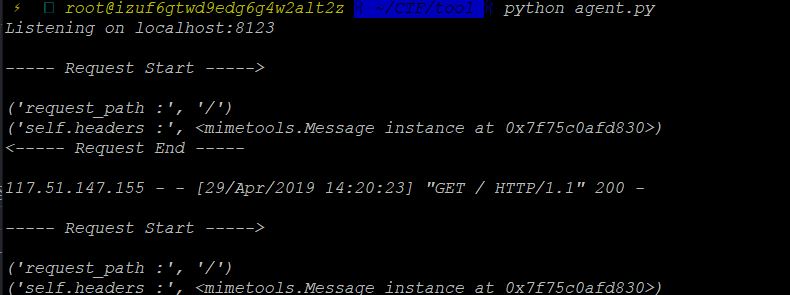 ⚡ □ root@izuf6gtwd9edg6g4w2alt2z ~/CTF/tool python agent.py
Listening on localhost:8123
----- Request Start ----->
('request_path :', '/')
('self.headers :', <mimetools.Message instance at 0x7f75c0afd830>)
<----- Request End -----
117.51.147.155 - - [29/Apr/2019 14:20:23] "GET / HTTP/1.1" 200 -
----- Request Start ----->
('request_path :', '/')
('self.headers :', <mimetools.Message instance at 0x7f75c0afd830>)